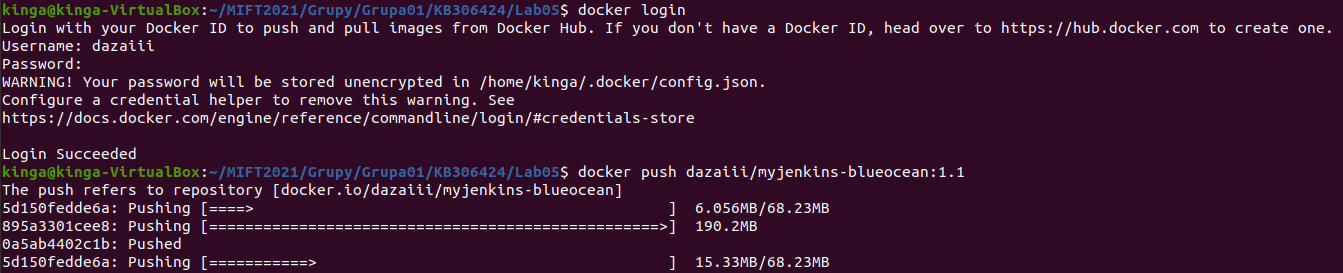 kinga@kinga-VirtualBox:~/MIFT2021/Grupy/Grupa01/KB306424/Lab05$ docker login
Login with your Docker ID to push and pull images from Docker Hub. If you don't have a Docker ID, head over to https://hub.docker.com to create one.
Username: dazaiii
Password:
WARNING! Your password will be stored unencrypted in /home/kinga/.docker/config.json.
Configure a credential helper to remove this warning. See
https://docs.docker.com/engine/reference/commandline/login/#credentials-store
Login Succeeded
kinga@kinga-VirtualBox:~/MIFT2021/Grupy/Grupa01/KB306424/Lab05$ docker push dazaiii/myjenkins-blueocean:1.1
The push refers to repository [docker.io/dazaiii/myjenkins-blueocean]
5d150fedde6a: Pushing [====>                                              ]  6.056MB/68.23MB
895a3301cee8: Pushing [==================================================>]  190.2MB
0a5ab4402c1b: Pushed
5d150fedde6a: Pushing [===========>                                       ]  15.33MB/68.23MB